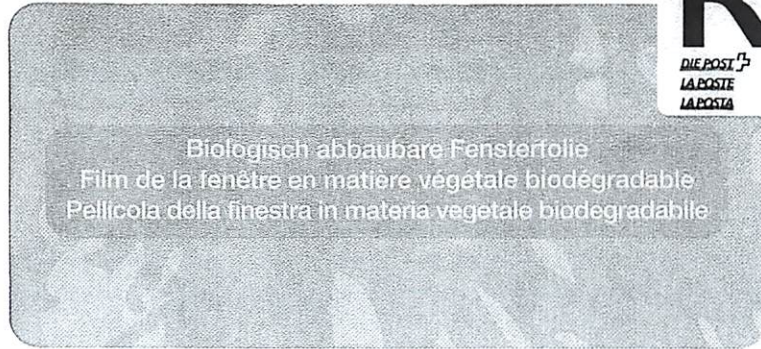 DIE POST
LA POSTE
LA POSTA
Biologisch abbaubare Fensterfolie
Film de la fenêtre en matière végétale biodégradable
Pellicola della finestra in materia vegetale biodegradabile